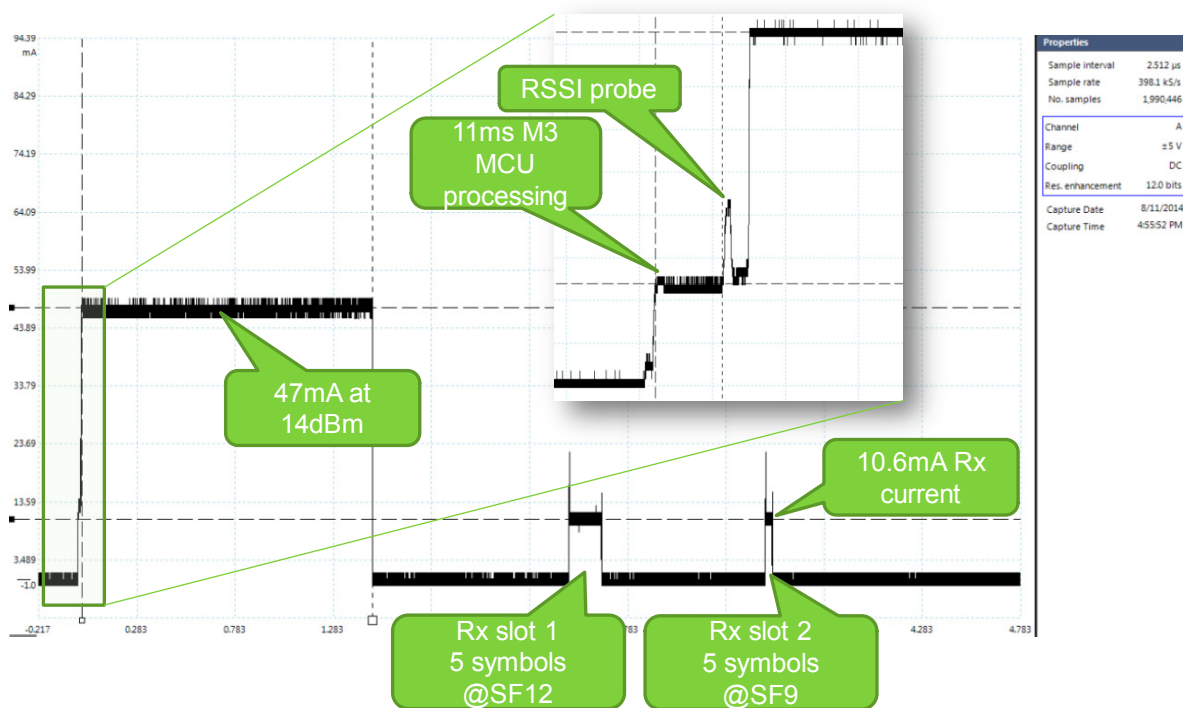 94.39
mA
84.29
74.19
64.09
53.99
43.89
33.79
23.69
13.59
3.489
-1.0
-0.217
0.283
0.783
1.283
783
4.283
4.783
RSSI probe
11ms M3
MCU
processing
47mA at
14dBm
10.6mA Rx
current
Rx slot 1
5 symbols
@SF12
Rx slot 2
5 symbols
@SF9
Properties
Sample interval 2.512 µs
Sample rate 398.1 kS/s
No. samples 1,990,446
Channel A
Range ±5 V
Coupling DC
Res. enhancement 12.0 bits
Capture Date 8/11/2014
Capture Time 4:55:52 PM